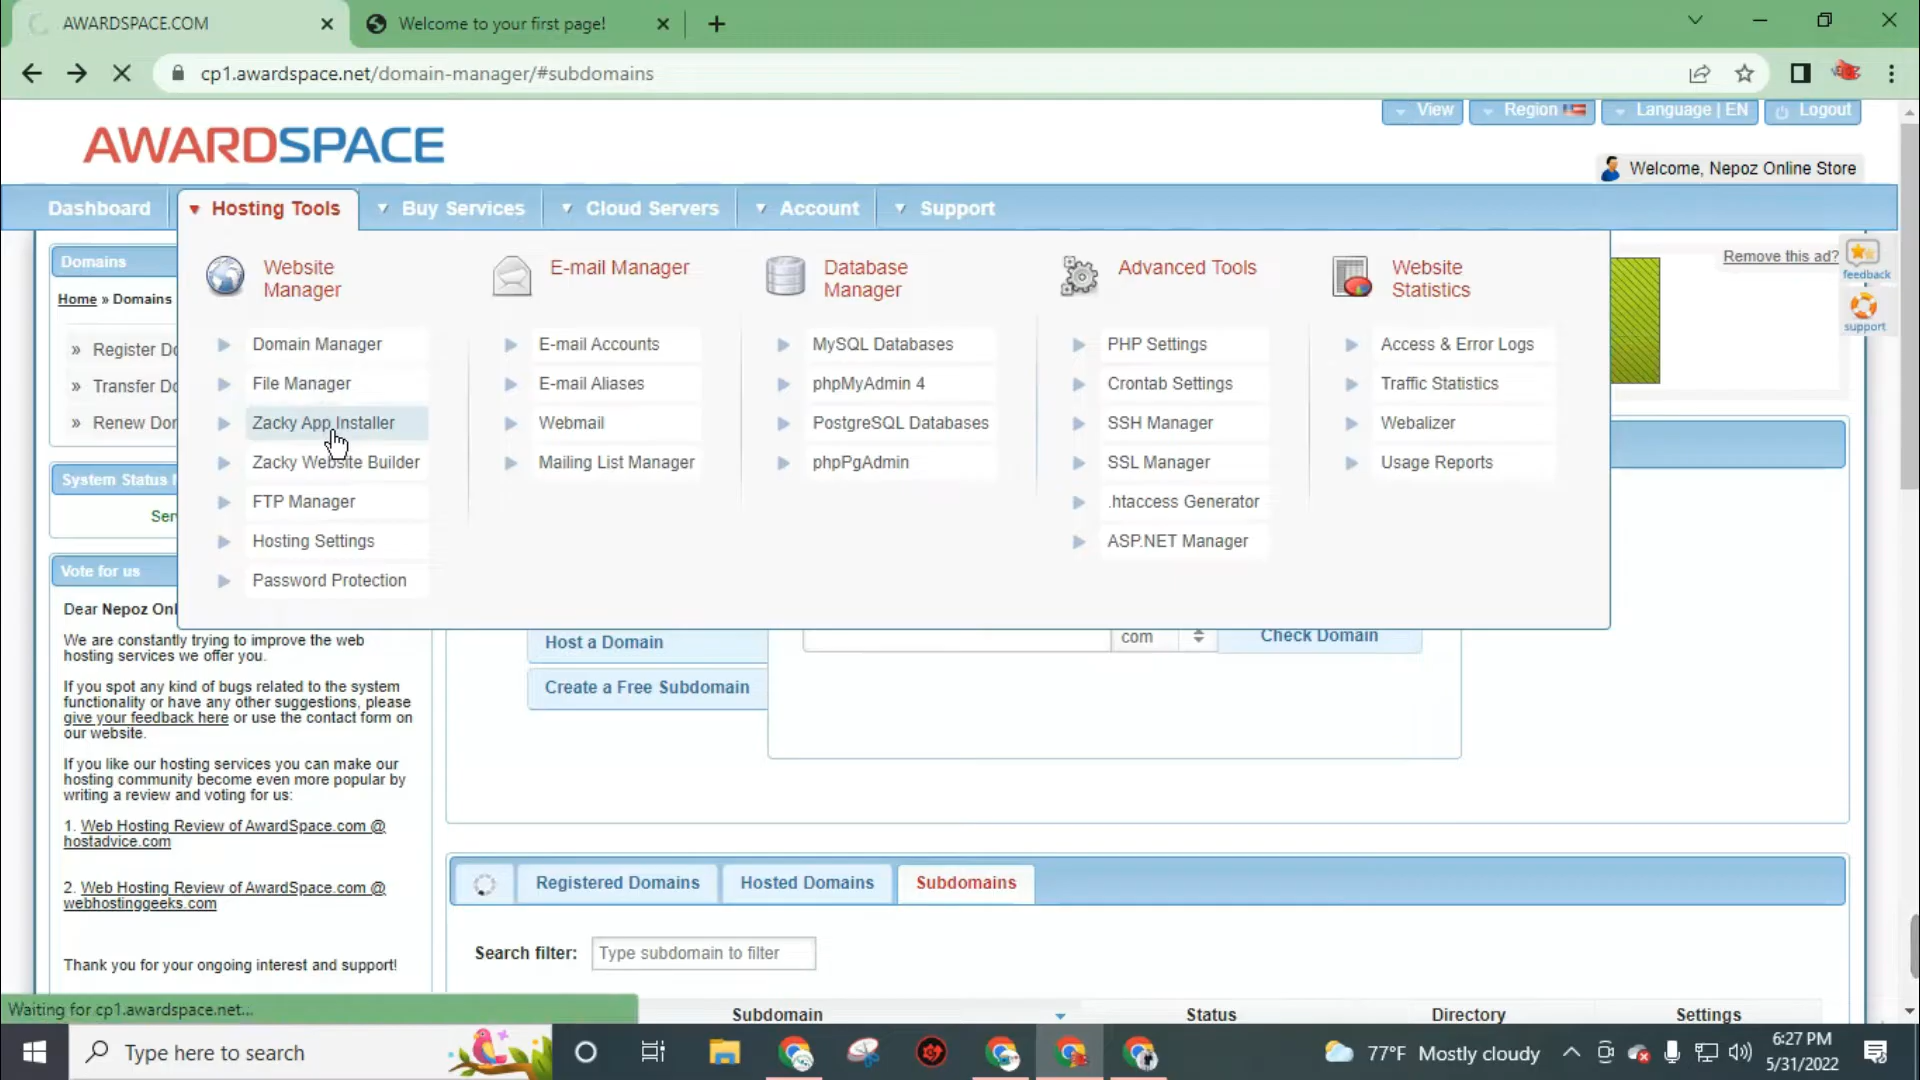 AWARDSPACE.COM
Welcome to your first page!
cp1.awardspace.net/domain-manager/#subdomains
View
Region
Language | EN
Logout
AWARDSPACE
Welcome, Nepoz Online Store
Dashboard
Hosting Tools
Buy Services
Cloud Servers
Account
Support
Domains
Home » Domains
» Register Do
» Transfer Do
» Renew Dor
System Status
Ser
Vote for us
Dear Nepoz Onl
We are constantly trying to improve the web
hosting services we offer you.
If you spot any kind of bugs related to the system
functionality or have any other suggestions, please
give your feedback here or use the contact form on
our website.
If you like our hosting services you can make our
hosting community become even more popular by
writing a review and voting for us:
1. Web Hosting Review of AwardSpace.com @
hostadvice.com
2. Web Hosting Review of AwardSpace.com @
webhostinggeeks.com
Thank you for your ongoing interest and support!
Website
Manager
Domain Manager
File Manager
Zacky App Installer
Zacky Website Builder
FTP Manager
Hosting Settings
Password Protection
E-mail Manager
E-mail Accounts
E-mail Aliases
Webmail
Mailing List Manager
Database
Manager
MySQL Databases
phpMyAdmin 4
PostgreSQL Databases
phpPgAdmin
Advanced Tools
PHP Settings
Crontab Settings
SSH Manager
SSL Manager
.htaccess Generator
ASP.NET Manager
Website
Statistics
Access & Error Logs
Traffic Statistics
Webalizer
Usage Reports
Remove this ad?
feedback
support
Host a Domain
Create a Free Subdomain
com
Check Domain
Registered Domains
Hosted Domains
Subdomains
Search filter:
Type subdomain to filter
Subdomain
Status
Directory
Settings
Waiting for cp1.awardspace.net...
Type here to search
77°F Mostly cloudy
6:27 PM
5/31/2022